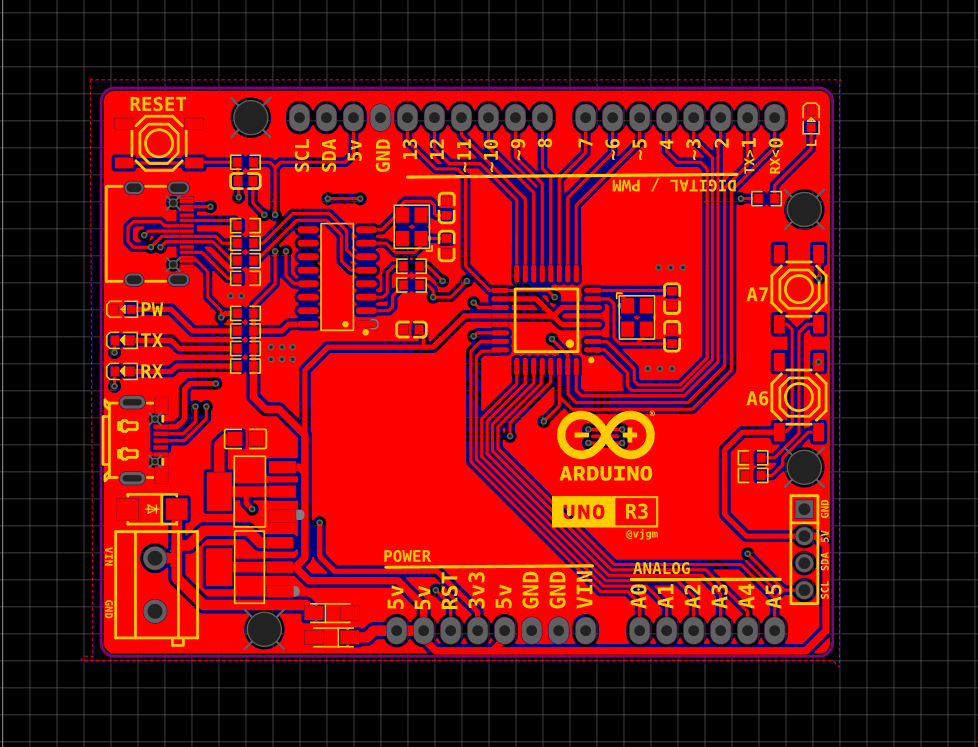 RESET
SCL
SDA
5v
GND
13
12
~11
~10
~9
8
7
~6
~5
4
~3
2
TX>1
RX<0
L
DIGITAL / PWM
PW
TX
RX
A7
A6
ARDUINO
®
UNO R3
@vjgm
VIN
GND
POWER
5v
5v
RST
3v3
5v
GND
GND
VIN
ANALOG
A0
A1
A2
A3
A4
A5
GND
5V
SDA
SCL